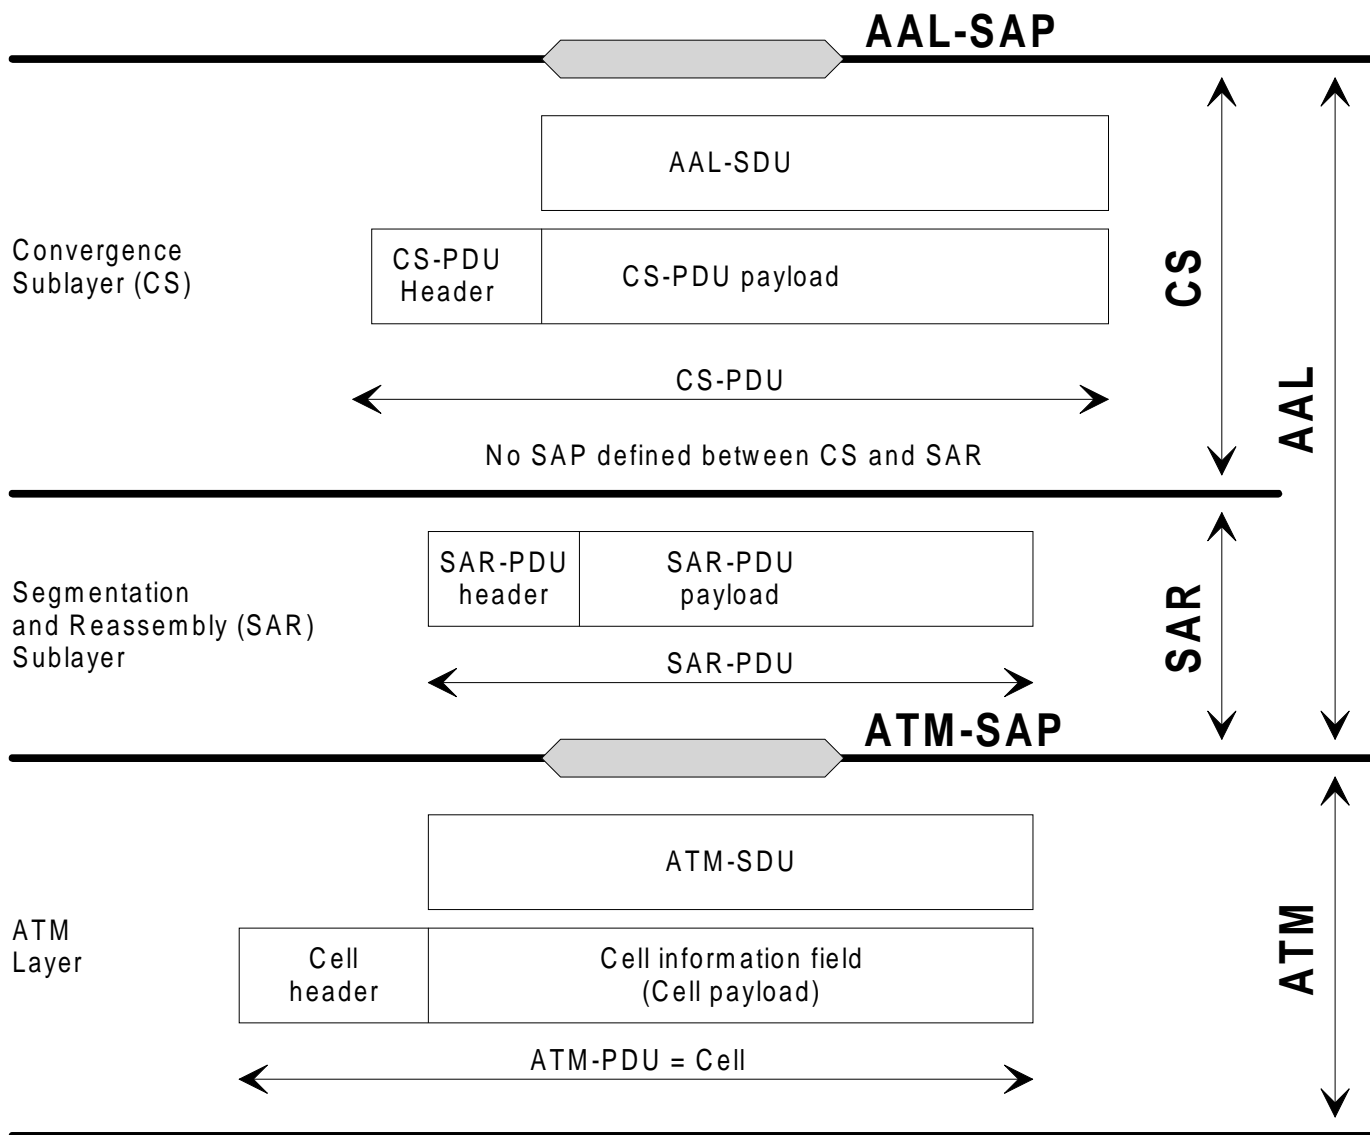 AAL-SAP
AAL-SDU
Convergence
Sublayer (CS)
CS-PDU
Header
CS-PDU payload
CS
CS-PDU
AAL
No SAP defined between CS and SAR
SAR-PDU
header
SAR-PDU
payload
Segmentation
and Reassembly (SAR)
Sublayer
SAR
SAR-PDU
ATM-SAP
ATM-SDU
ATM
Layer
Cell
header
Cell information field
(Cell payload)
ATM
ATM-PDU = Cell